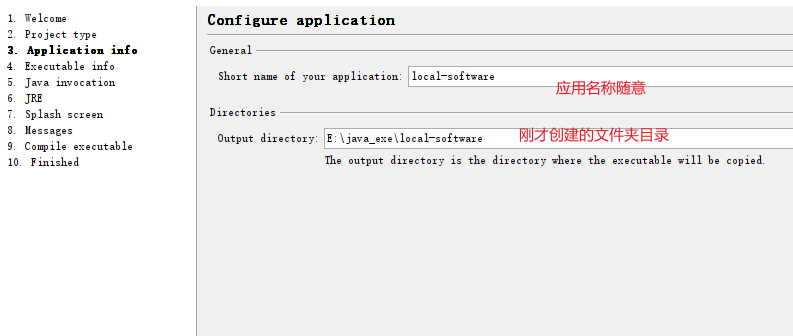 1. Welcome
2. Project type
3. Application info
4. Executable info
5. Java invocation
6. JRE
7. Splash screen
8. Messages
9. Compile executable
10. Finished
Configure application
General
Short name of your application: local-software
应用名称随意
Directories
Output directory: E:\java_exe\local-software
刚才创建的文件夹目录
The output directory is the directory where the executable will be copied.